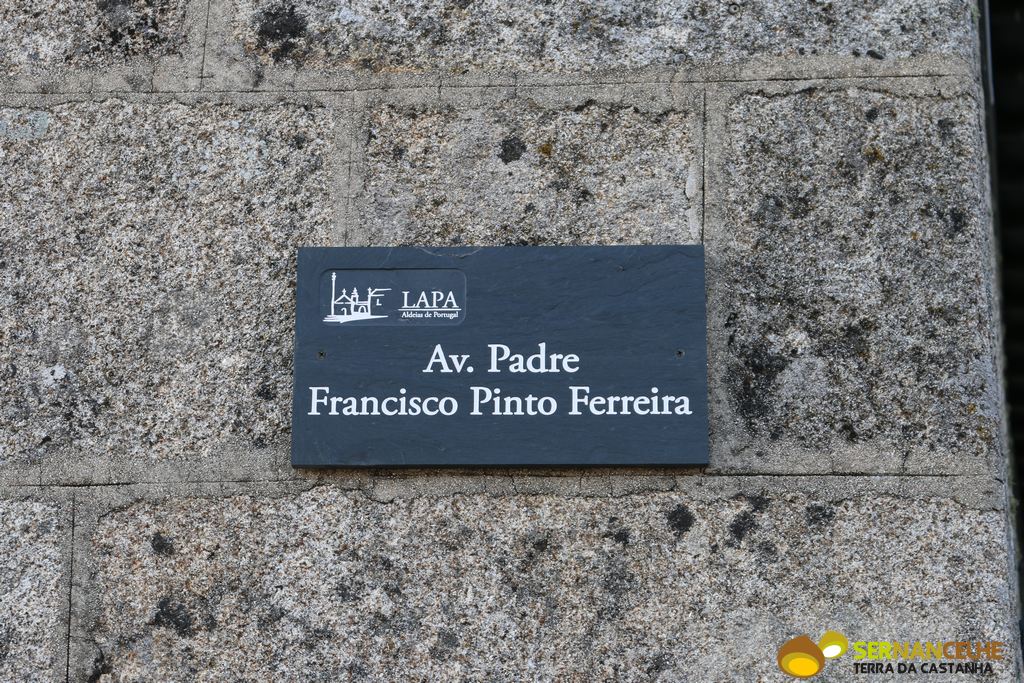 LAPA
Aldeias de Portugal
Av. Padre
Francisco Pinto Ferreira
SERNANCELHE
TERRA DA CASTANHA